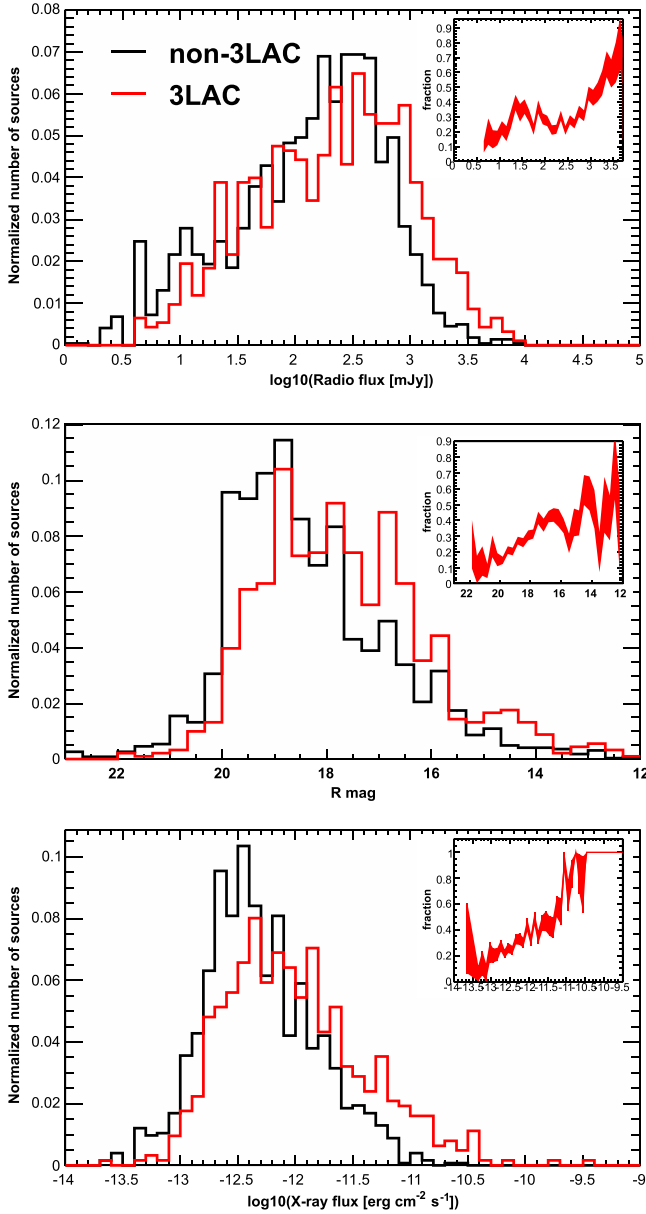 0.08
0.07
0.06
0.05
0.04
0.03
0.02
0.01
0
Normalized number of sources
non-3LAC
3LAC
0.9
0.8
0.7
0.6
0.5
0.4
0.3
0.2
0.1
0
fraction
0 0.5 1 1.5 2 2.5 3 3.5
0 0.5 1 1.5 2 2.5 3 3.5 4 4.5 5
log10(Radio flux [mJy])
0.12
0.1
0.08
0.06
0.04
0.02
0
Normalized number of sources
0.9
0.8
0.7
0.6
0.5
0.4
0.3
0.2
0.1
0
fraction
22 20 18 16 14 12
22 20 18 16 14 12
R mag
0.1
0.08
0.06
0.04
0.02
0
Normalized number of sources
1
0.8
0.6
0.4
0.2
0
fraction
-14 -13.5 -13 -12.5 -12 -11.5 -11 -10.5 -10 -9.5
-14 -13.5 -13 -12.5 -12 -11.5 -11 -10.5 -10 -9.5 -9
log10(X-ray flux [erg cm⁻² s⁻¹])